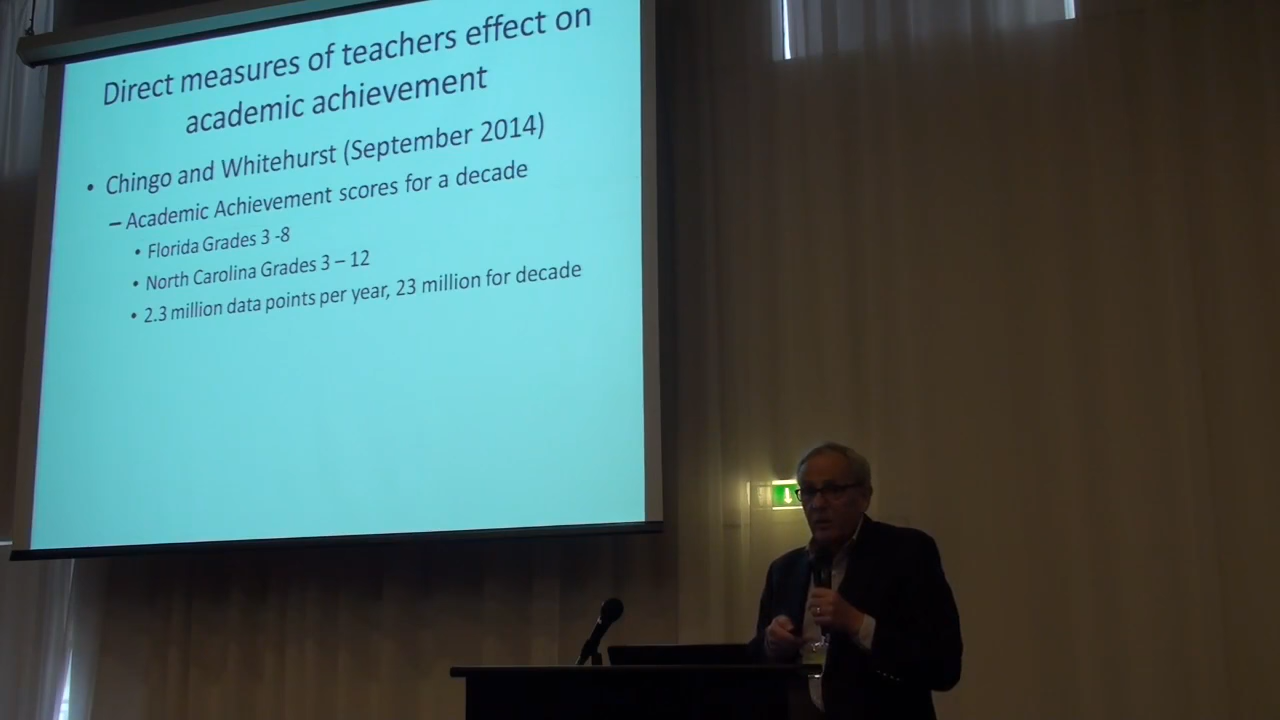 Direct measures of teachers effect on
academic achievement
• Chingo and Whitehurst (September 2014)
– Academic Achievement scores for a decade
• Florida Grades 3 -8
• North Carolina Grades 3 – 12
• 2.3 million data points per year, 23 million for decade